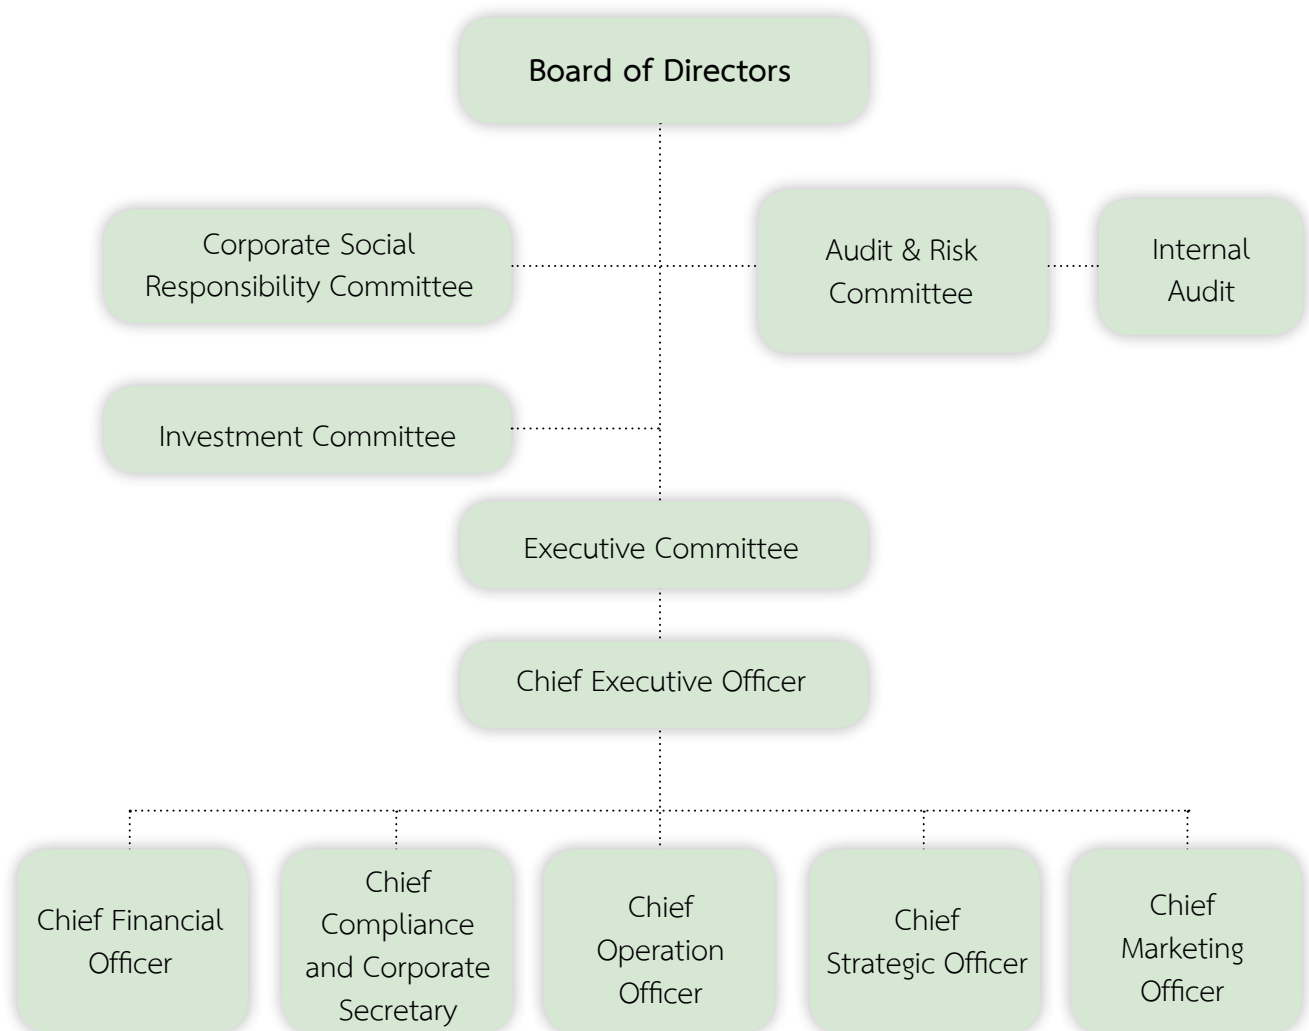 Board of Directors
Corporate Social
Responsibility Committee
Audit & Risk
Committee
Internal
Audit
Investment Committee
Executive Committee
Chief Executive Officer
Chief Financial
Officer
Chief
Compliance
and Corporate
Secretary
Chief
Operation
Officer
Chief
Strategic Officer
Chief
Marketing
Officer